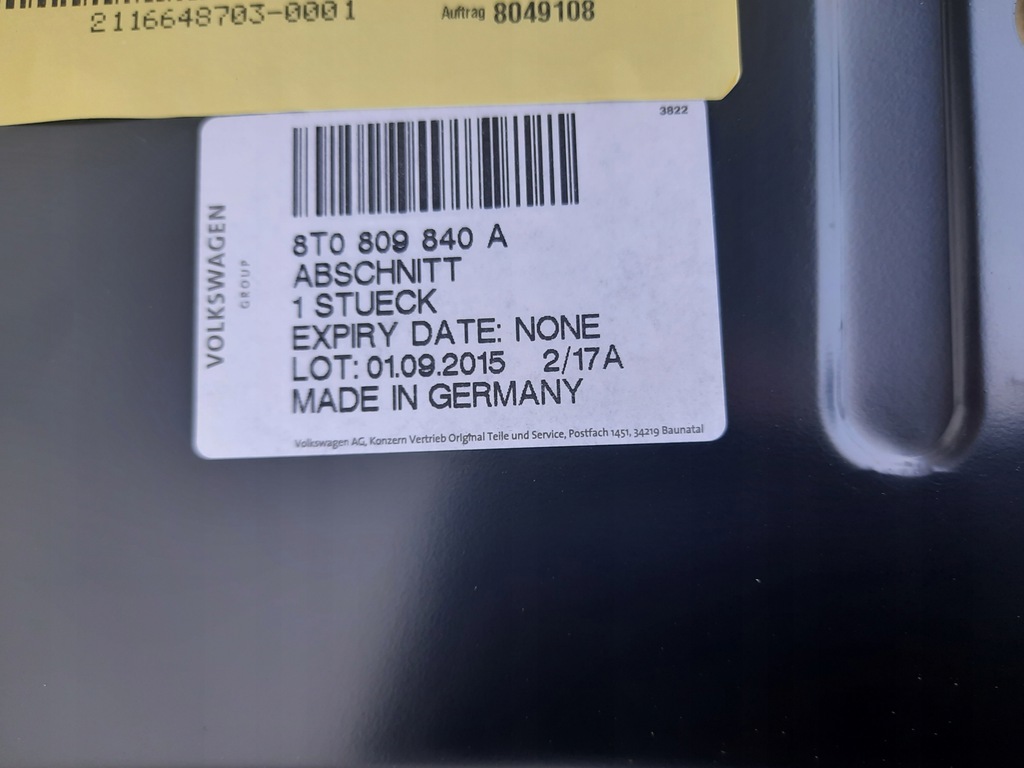 2116648703-0001 Auftrag 8049108
3822
VOLKSWAGEN
GROUP
8T0 809 840 A
ABSCHNITT
1 STUECK
EXPIRY DATE: NONE
LOT: 01.09.2015 2/17A
MADE IN GERMANY
Volkswagen AG, Konzern Vertrieb Original Teile und Service, Postfach 1451, 34219 Baunatal